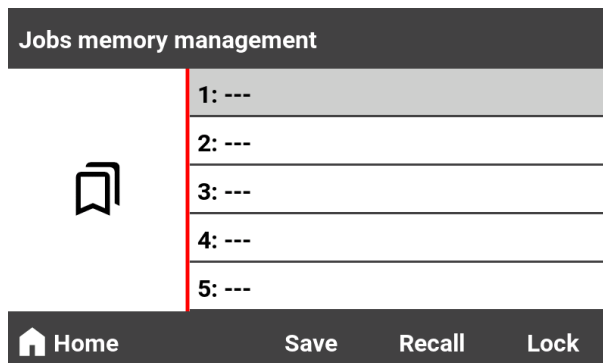 Jobs memory management
1: ---
2: ---
3: ---
4: ---
5: ---
Home Save Recall Lock